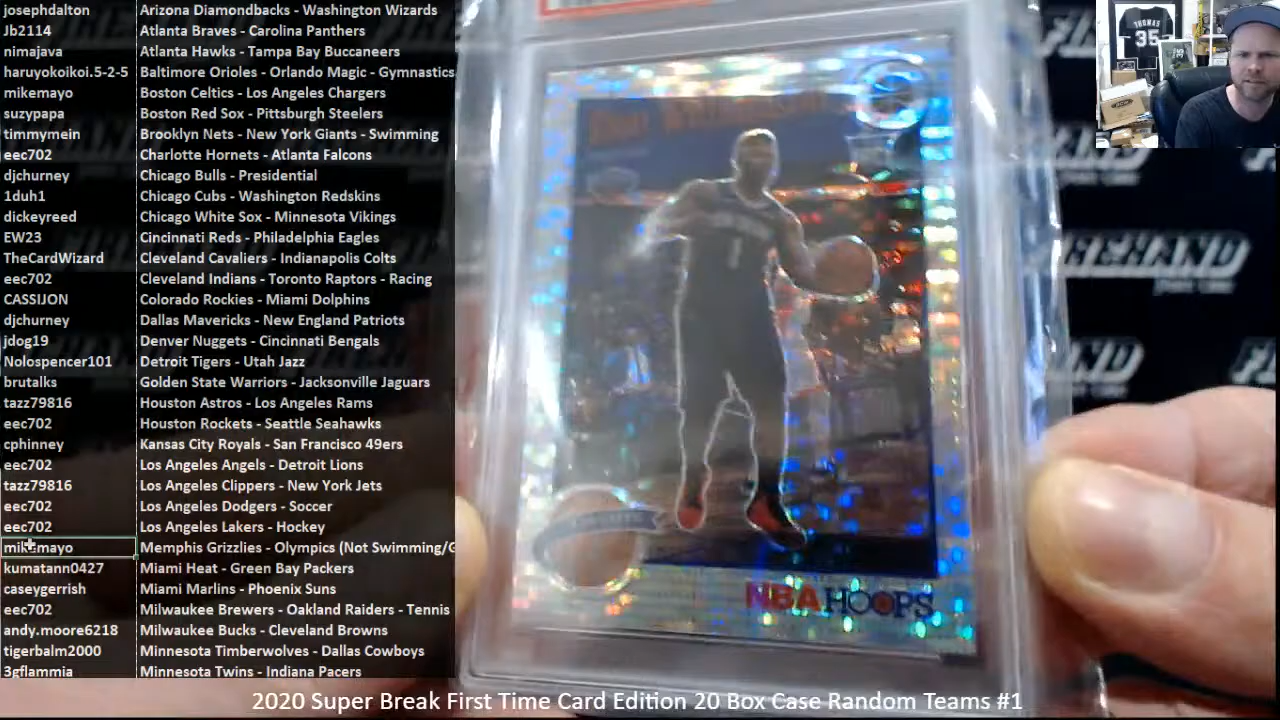 josephdalton Arizona Diamondbacks - Washington Wizards
Jb2114 Atlanta Braves - Carolina Panthers
nimajava Atlanta Hawks - Tampa Bay Buccaneers
haruyokoikoi.5-2-5 Baltimore Orioles - Orlando Magic - Gymnastics
mikemayo Boston Celtics - Los Angeles Chargers
suzypapa Boston Red Sox - Pittsburgh Steelers
timmymein Brooklyn Nets - New York Giants - Swimming
eec702 Charlotte Hornets - Atlanta Falcons
djchurney Chicago Bulls - Presidential
1duh1 Chicago Cubs - Washington Redskins
dickeyreed Chicago White Sox - Minnesota Vikings
EW23 Cincinnati Reds - Philadelphia Eagles
TheCardWizard Cleveland Cavaliers - Indianapolis Colts
eec702 Cleveland Indians - Toronto Raptors - Racing
CASSIJON Colorado Rockies - Miami Dolphins
djchurney Dallas Mavericks - New England Patriots
jdog19 Denver Nuggets - Cincinnati Bengals
Nolospencer101 Detroit Tigers - Utah Jazz
brutalks Golden State Warriors - Jacksonville Jaguars
tazz79816 Houston Astros - Los Angeles Rams
eec702 Houston Rockets - Seattle Seahawks
cphinney Kansas City Royals - San Francisco 49ers
eec702 Los Angeles Angels - Detroit Lions
tazz79816 Los Angeles Clippers - New York Jets
eec702 Los Angeles Dodgers - Soccer
eec702 Los Angeles Lakers - Hockey
mikemayo Memphis Grizzlies - Olympics (Not Swimming/G
kumatann0427 Miami Heat - Green Bay Packers
caseygerrish Miami Marlins - Phoenix Suns
eec702 Milwaukee Brewers - Oakland Raiders - Tennis
andy.moore6218 Milwaukee Bucks - Cleveland Browns
tigerbalm2000 Minnesota Timberwolves - Dallas Cowboys
3gflammia Minnesota Twins - Indiana Pacers
THOMAS
35
1
NBA HOOPS
FIREHAND
2020 Super Break First Time Card Edition 20 Box Case Random Teams #1